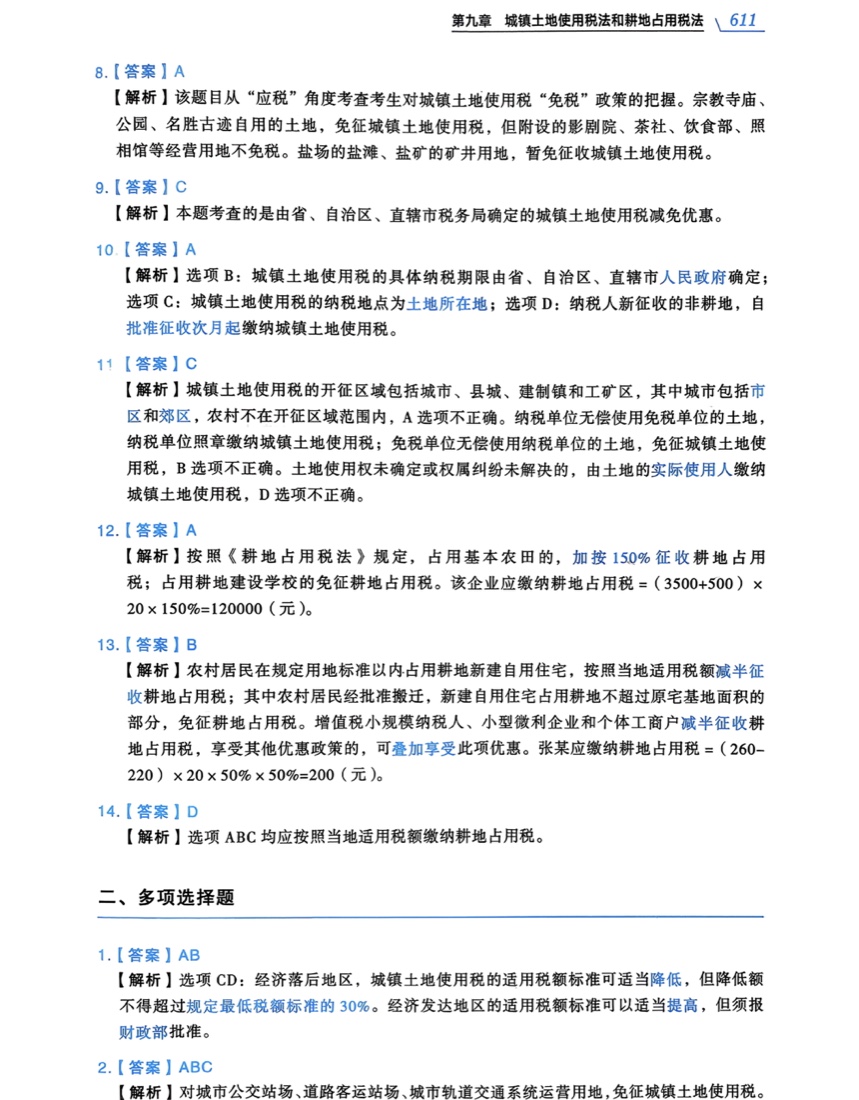 第九章 城镇土地使用税法和耕地占用税法 611
8.【答案】A
【解析】该题目从“应税”角度考查考生对城镇土地使用税“免税”政策的把握。宗教寺庙、
公园、名胜古迹自用的土地，免征城镇土地使用税，但附设的影剧院、茶社、饮食部、照
相馆等经营用地不免税。盐场的盐滩、盐矿的矿井用地，暂免征收城镇土地使用税。
9.【答案】C
【解析】本题考查的是由省、自治区、直辖市税务局确定的城镇土地使用税减免优惠。
10.【答案】A
【解析】选项 B：城镇土地使用税的具体纳税期限由省、自治区、直辖市人民政府确定；
选项 C：城镇土地使用税的纳税地点为土地所在地；选项 D：纳税人新征收的非耕地，自
批准征收次月起缴纳城镇土地使用税。
11【答案】C
【解析】城镇土地使用税的开征区域包括城市、县城、建制镇和工矿区，其中城市包括市
区和郊区，农村不在开征区域范围内，A 选项不正确。纳税单位无偿使用免税单位的土地，
纳税单位照章缴纳城镇土地使用税；免税单位无偿使用纳税单位的土地，免征城镇土地使
用税，B 选项不正确。土地使用权未确定或权属纠纷未解决的，由土地的实际使用人缴纳
城镇土地使用税，D 选项不正确。
12.【答案】A
【解析】按照《耕地占用税法》规定，占用基本农田的，加按 150% 征收耕地占用
税；占用耕地建设学校的免征耕地占用税。该企业应缴纳耕地占用税 =（3500+500）×
20×150%=120000（元）。
13.【答案】B
【解析】农村居民在规定用地标准以内占用耕地新建自用住宅，按照当地适用税额减半征
收耕地占用税；其中农村居民经批准搬迁，新建自用住宅占用耕地不超过原宅基地面积的
部分，免征耕地占用税。增值税小规模纳税人、小型微利企业和个体工商户减半征收耕
地占用税，享受其他优惠政策的，可叠加享受此项优惠。张某应缴纳耕地占用税 =（260-
220）×20×50%×50%=200（元）。
14.【答案】D
【解析】选项 ABC 均应按照当地适用税额缴纳耕地占用税。
二、多项选择题
1.【答案】AB
【解析】选项 CD：经济落后地区，城镇土地使用税的适用税额标准可适当降低，但降低额
不得超过规定最低税额标准的 30%。经济发达地区的适用税额标准可以适当提高，但须报
财政部批准。
2.【答案】ABC
【解析】对城市公交站场、道路客运站场、城市轨道交通系统运营用地，免征城镇土地使用税。